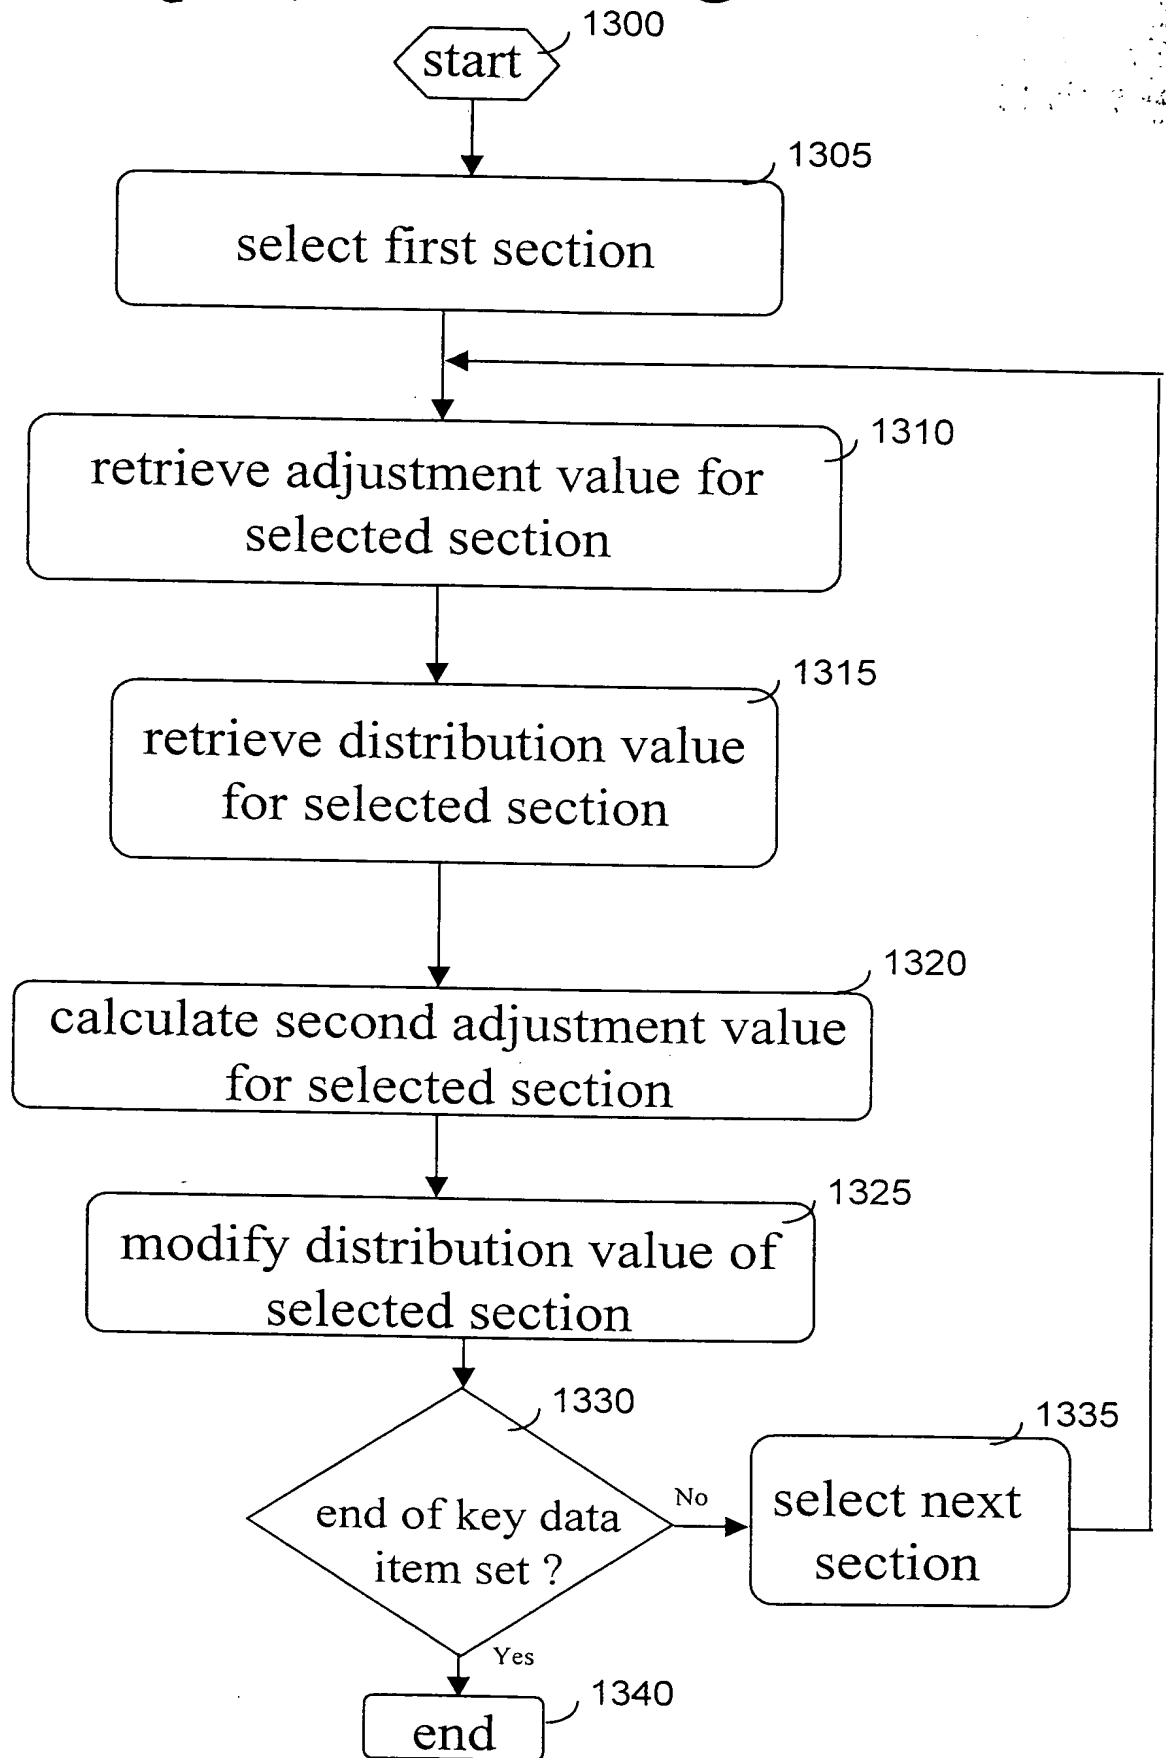 1300
start
1305
select first section
1310
retrieve adjustment value for
selected section
1315
retrieve distribution value
for selected section
1320
calculate second adjustment value
for selected section
1325
modify distribution value of
selected section
1330
end of key data
item set ?
No
1335
select next
section
Yes
1340
end